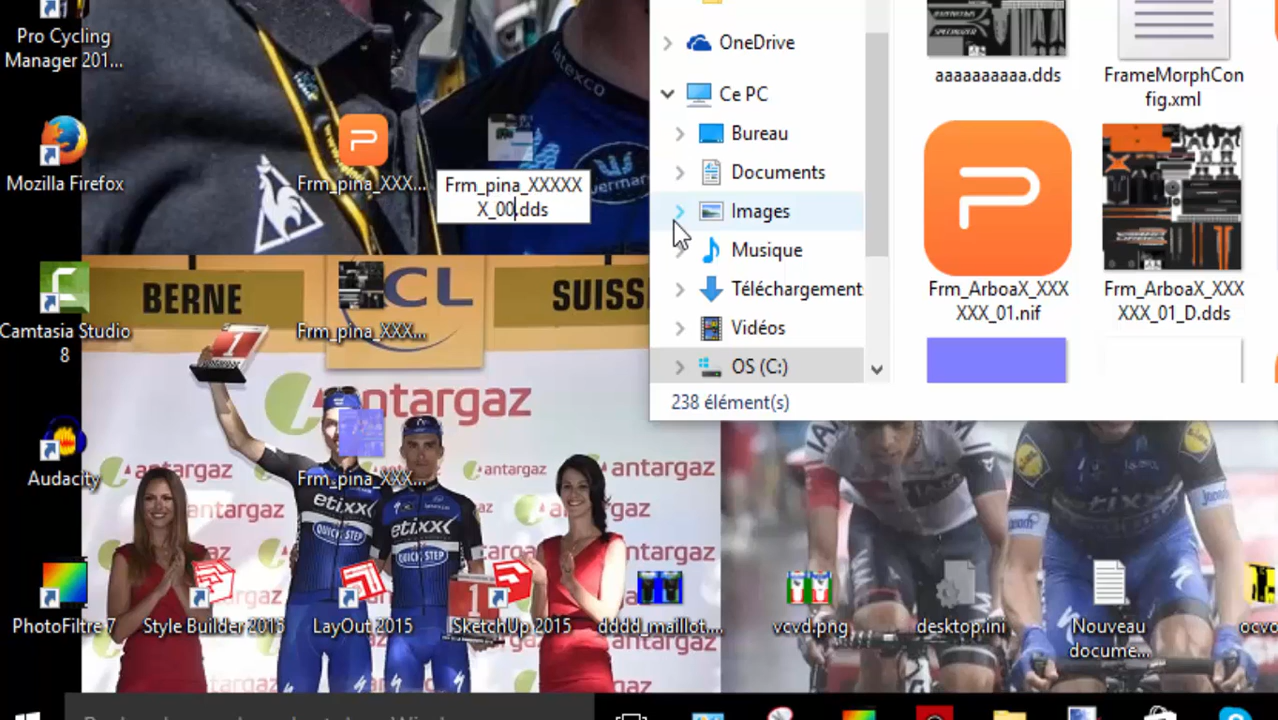 Pro Cycling
Manager 201...
Mozilla Firefox
Camtasia Studio
8
Audacity
PhotoFiltre 7
Style Builder 2015
LayOut 2015
SketchUp 2015
dddd_maillot....
vcvd.png
desktop.ini
Nouveau
docume...
Frm_pina_XXX...
Frm_pina_XXXXX
X_00.dds
Frm_pina_XXX...
Frm_pina_XXX...
latexco
BERNE
CL
SUISS
antargaz
antargaz
antargaz
antargaz
antargaz
etixx
QUICK STEP
etixx
QUICK STEP
1
OneDrive
Ce PC
Bureau
Documents
Images
Musique
Téléchargement
Vidéos
OS (C:)
238 élément(s)
aaaaaaaaaa.dds
FrameMorphCon
fig.xml
Frm_ArboaX_XXX
XXX_01.nif
Frm_ArboaX_XXX
XXX_01_D.dds